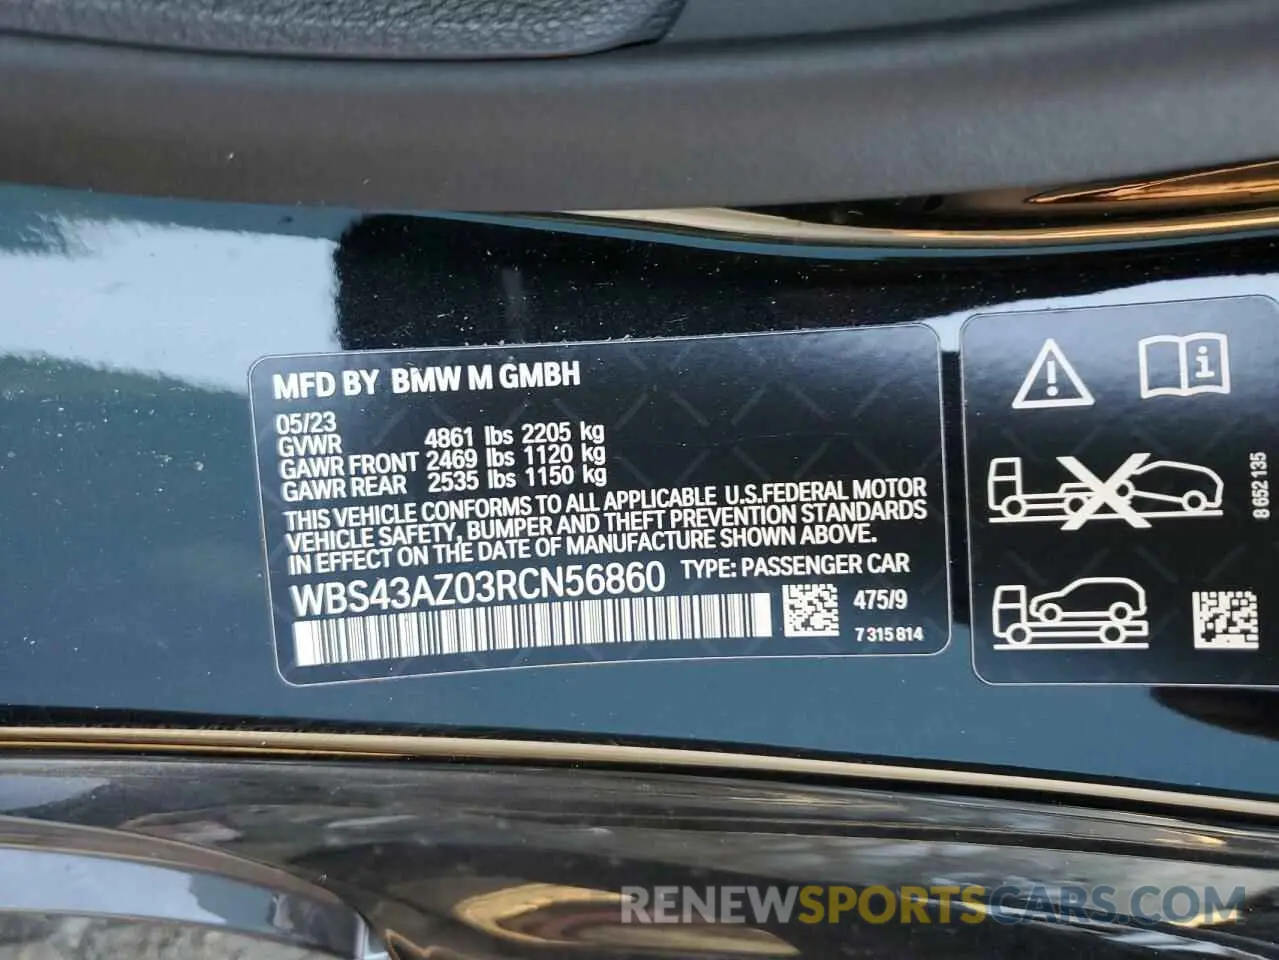 MFD BY BMW M GMBH
05/23
GVWR 4861 lbs 2205 kg
GAWR FRONT 2469 lbs 1120 kg
GAWR REAR 2535 lbs 1150 kg
THIS VEHICLE CONFORMS TO ALL APPLICABLE U.S.FEDERAL MOTOR
VEHICLE SAFETY, BUMPER AND THEFT PREVENTION STANDARDS
IN EFFECT ON THE DATE OF MANUFACTURE SHOWN ABOVE.
WBS43AZ03RCN56860 TYPE: PASSENGER CAR
475/9
7 315 814
8 652 135
RENEWSPORTSCARS.COM